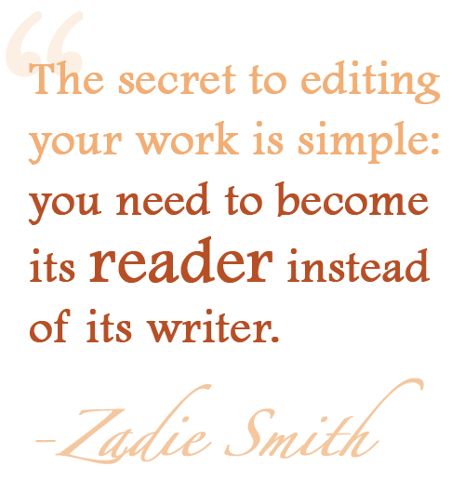 “The secret to editing
your work is simple:
you need to become
its reader instead
of its writer.
-Zadie Smith